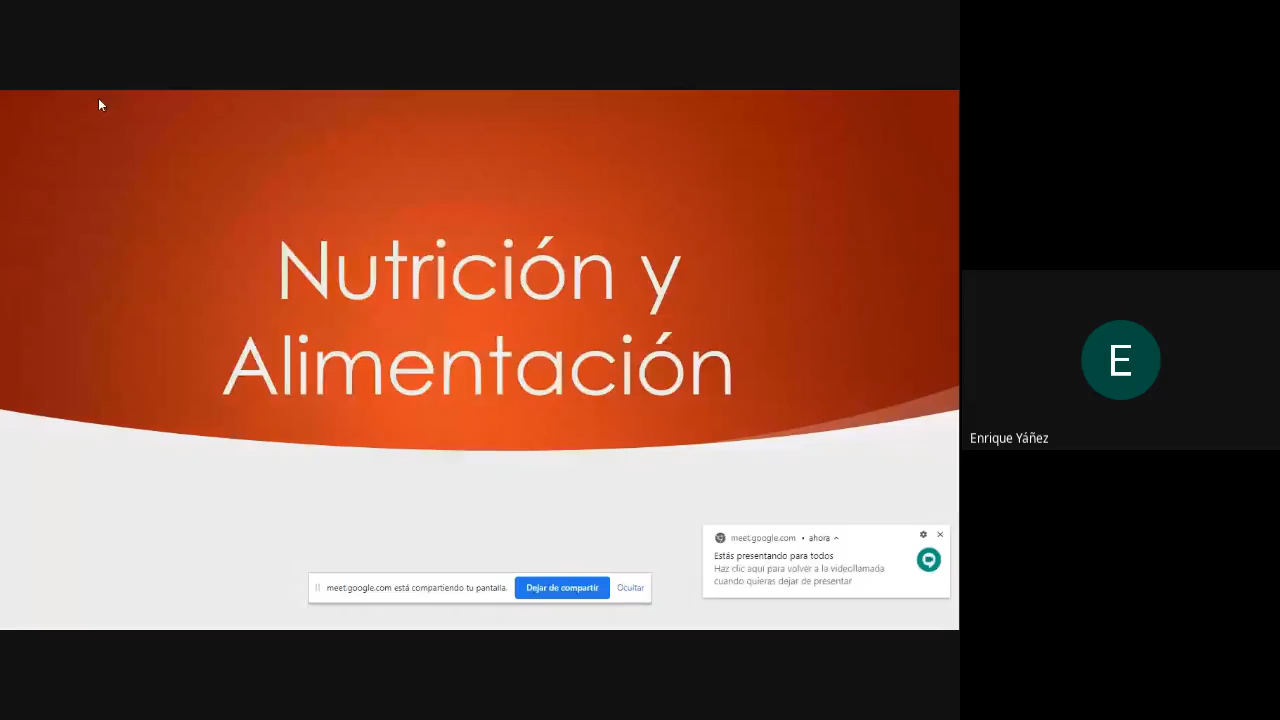 Nutrición y
Alimentación
meet.google.com • ahora
Estás presentando para todos
Haz clic aquí para volver a la videollamada
cuando quieras dejar de presentar
meet.google.com está compartiendo tu pantalla.
Dejar de compartir
Ocultar
E
Enrique Yáñez